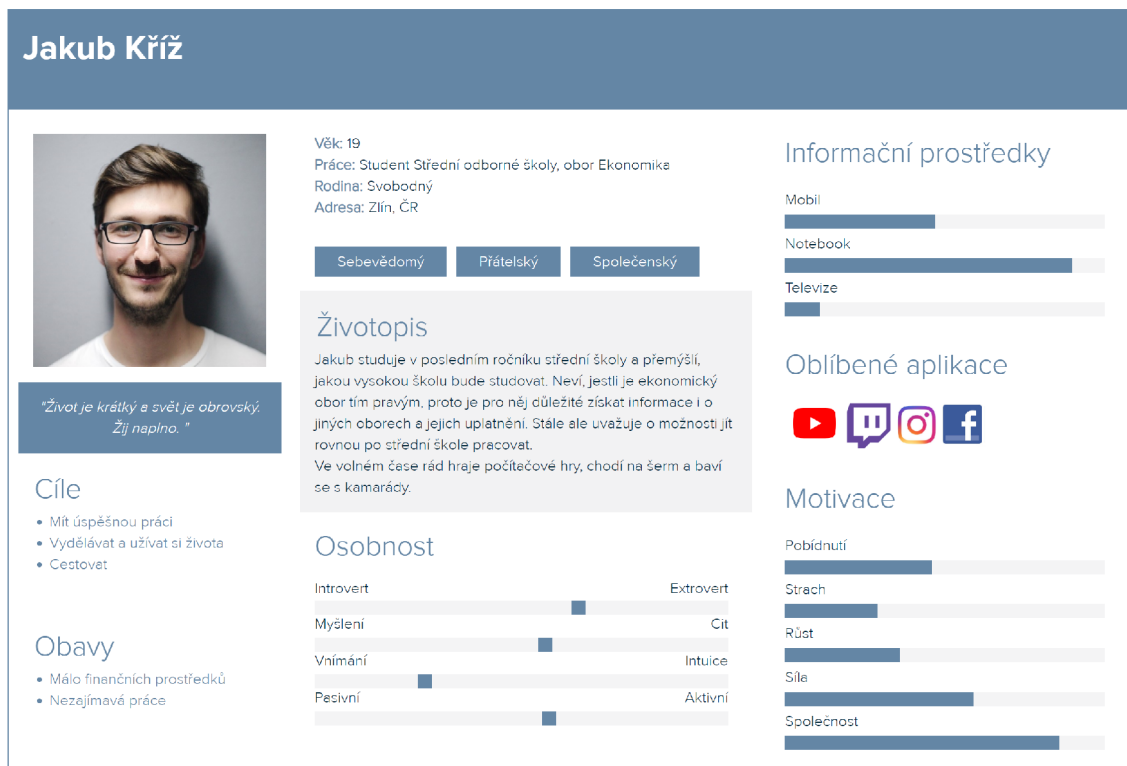 Jakub Kříž
Věk: 19
Práce: Student Střední odborné školy, obor Ekonomika
Rodina: Svobodný
Adresa: Zlín, ČR
Sebevědomý
Přátelský
Společenský
Životopis
Jakub studuje v posledním ročníku střední školy a přemýšlí,
jakou vysokou školu bude studovat. Neví, jestli je ekonomický
obor tím pravým, proto je pro něj důležité získat informace i o
jiných oborech a jejich uplatnění. Stále ale uvažuje o možnosti jít
rovnou po střední škole pracovat.
Ve volném čase rád hraje počítačové hry, chodí na šerm a baví
se s kamarády.
"Život je krátký a svět je obrovský.
Žij naplno. "
Cíle
• Mít úspěšnou práci
• Vydělávat a užívat si života
• Cestovat
Obavy
• Málo finančních prostředků
• Nezajímavá práce
Osobnost
Introvert Extrovert
Myšlení Cit
Vnímání Intuice
Pasivní Aktivní
Informační prostředky
Mobil
Notebook
Televize
Oblíbené aplikace
Motivace
Pobídnutí
Strach
Růst
Síla
Společnost